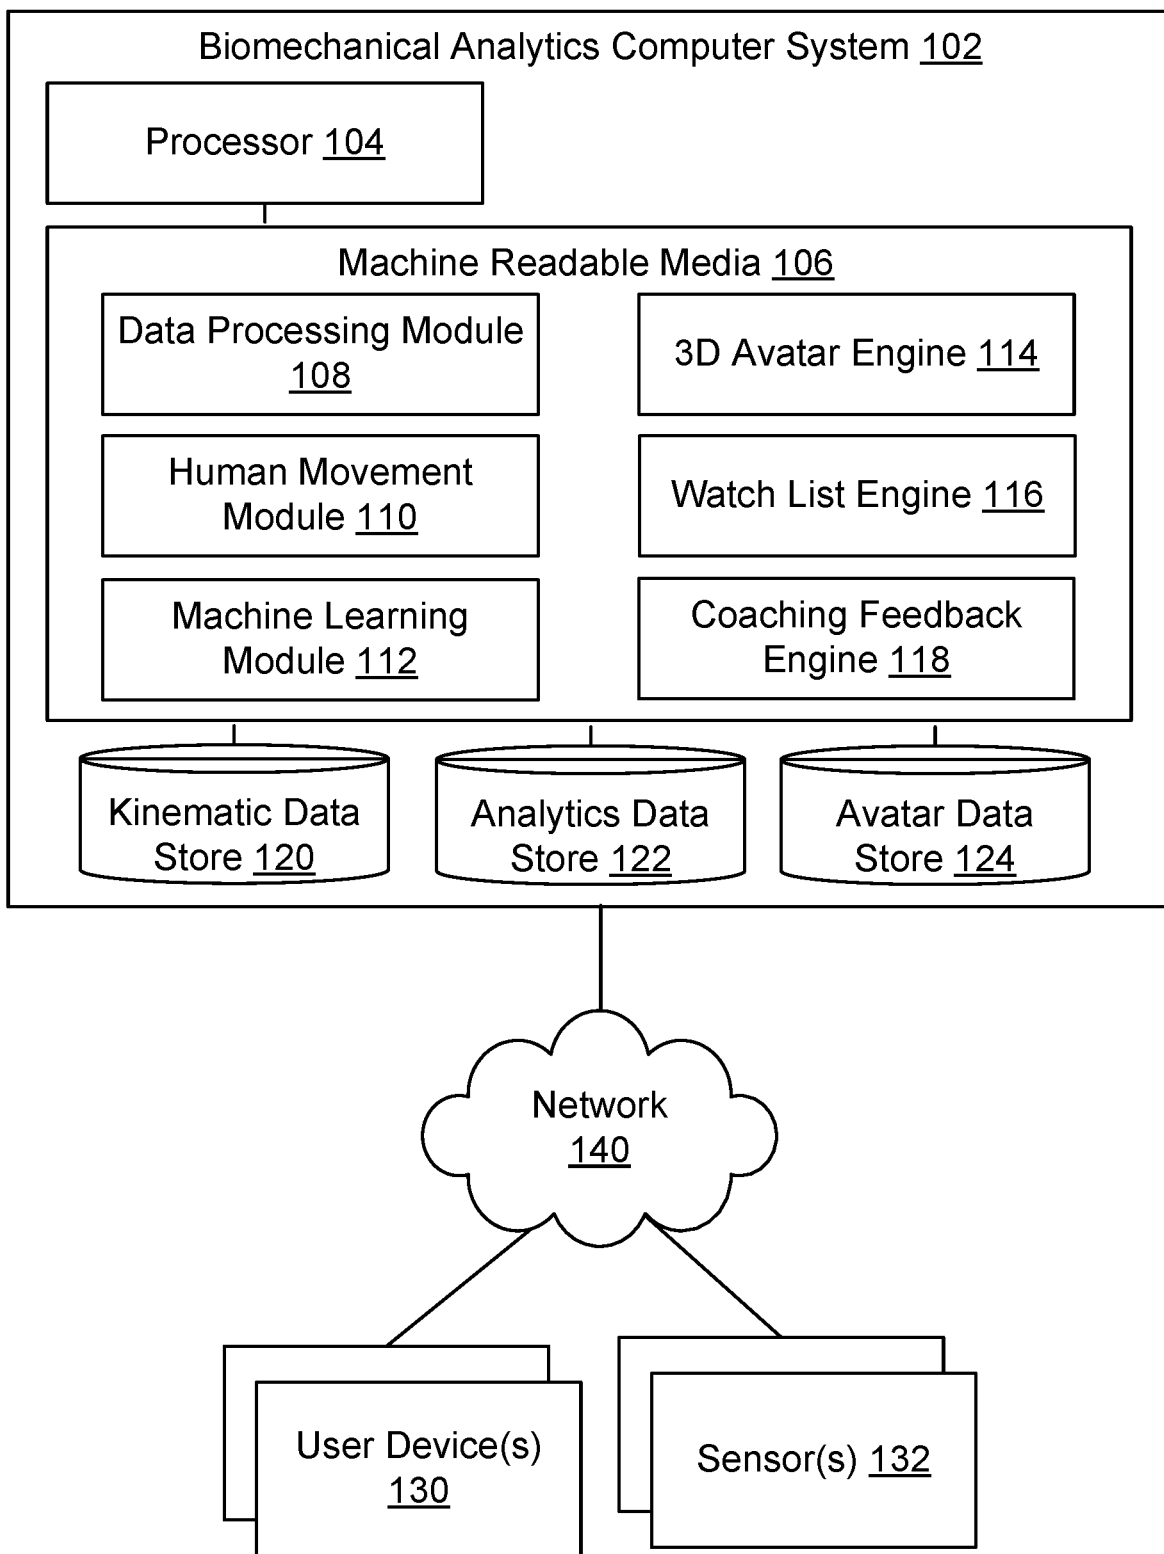 Biomechanical Analytics Computer System 102
Processor 104
Machine Readable Media 106
Data Processing Module
108
3D Avatar Engine 114
Human Movement
Module 110
Watch List Engine 116
Machine Learning
Module 112
Coaching Feedback
Engine 118
Kinematic Data
Store 120
Analytics Data
Store 122
Avatar Data
Store 124
Network
140
User Device(s)
130
Sensor(s) 132